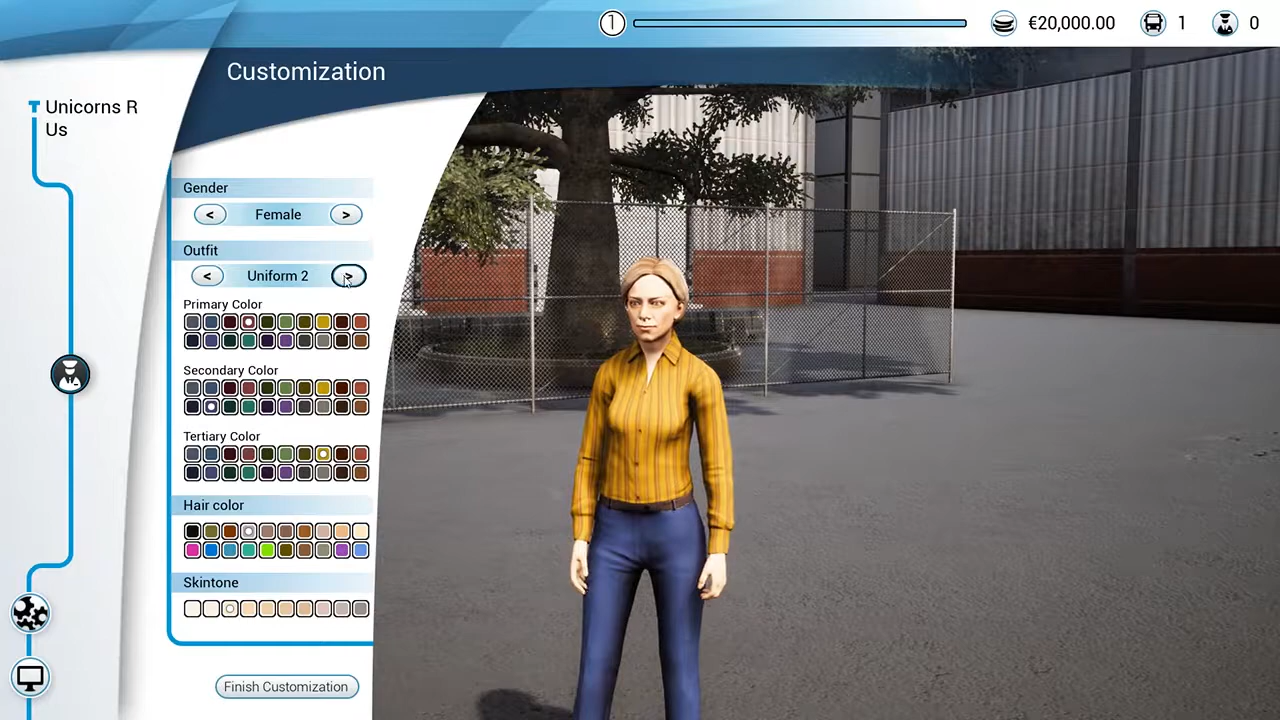 1
€20,000.00
1
0
Customization
Unicorns R
Us
Gender
< Female >
Outfit
< Uniform 2 >
Primary Color
Secondary Color
Tertiary Color
Hair color
Skintone
Finish Customization